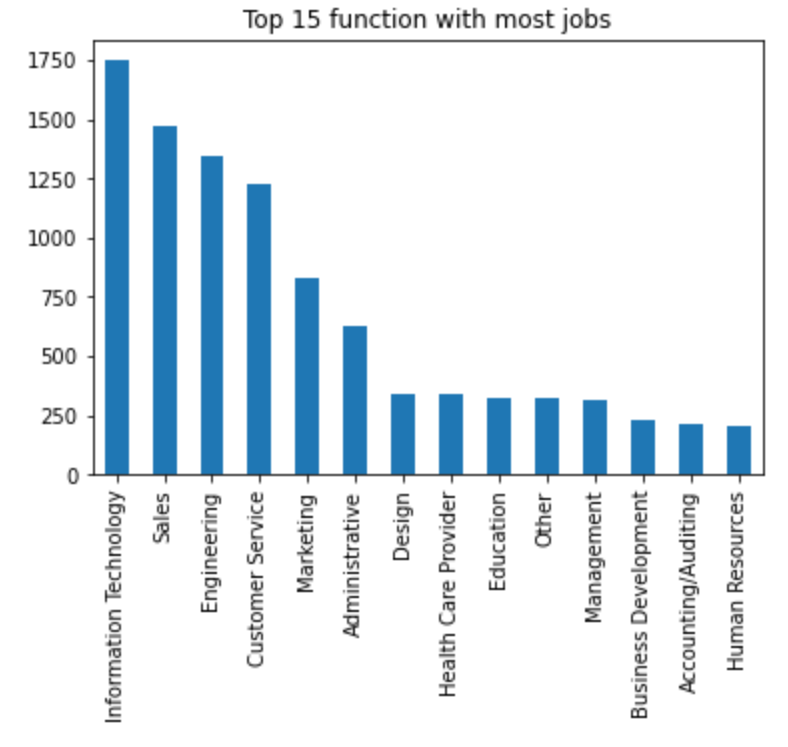 Top 15 function with most jobs
1750
1500
1250
1000
750
500
250
0
Information Technology
Sales
Engineering
Customer Service
Marketing
Administrative
Design
Health Care Provider
Education
Other
Management
Business Development
Accounting/Auditing
Human Resources